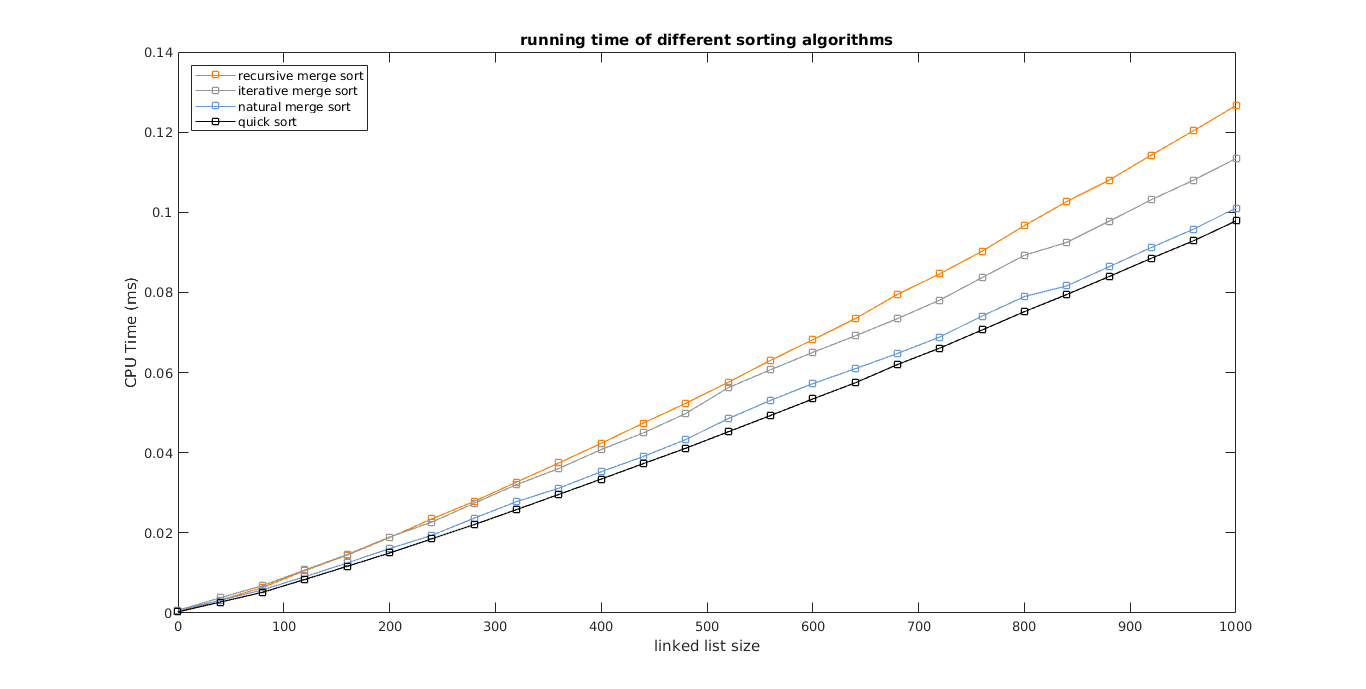 running time of different sorting algorithms
0.14
0.12
0.1
0.08
0.06
0.04
0.02
0
CPU Time (ms)
recursive merge sort
iterative merge sort
natural merge sort
quick sort
0 100 200 300 400 500 600 700 800 900 1000
linked list size